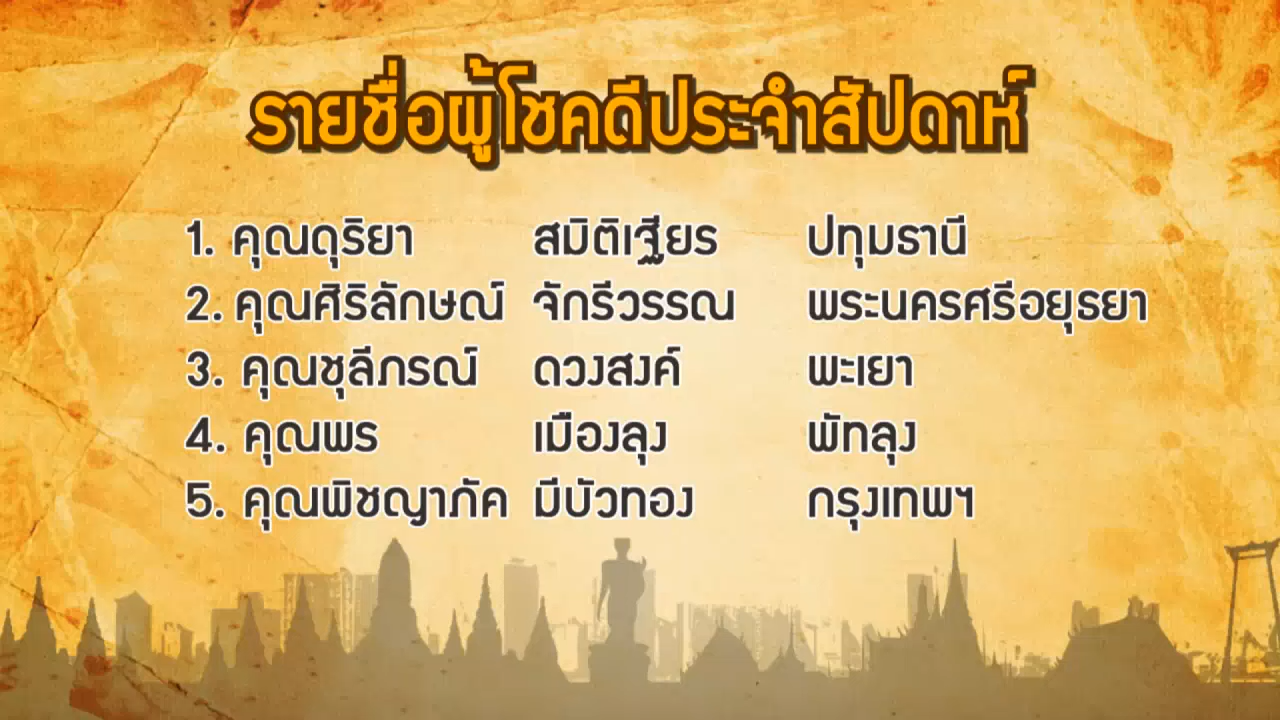 รายชื่อผู้โชคดีประจำสัปดาห์
1. คุณดุริยา สมิติเฐียร ปทุมธานี
2. คุณศิริลักษณ์ จักรีวรรณ พระนครศรีอยุธยา
3. คุณชุลีภรณ์ ดวงสงค์ พะเยา
4. คุณพร เมืองลุง พัทลุง
5. คุณพิชญาภัค มีบัวทอง กรุงเทพฯ